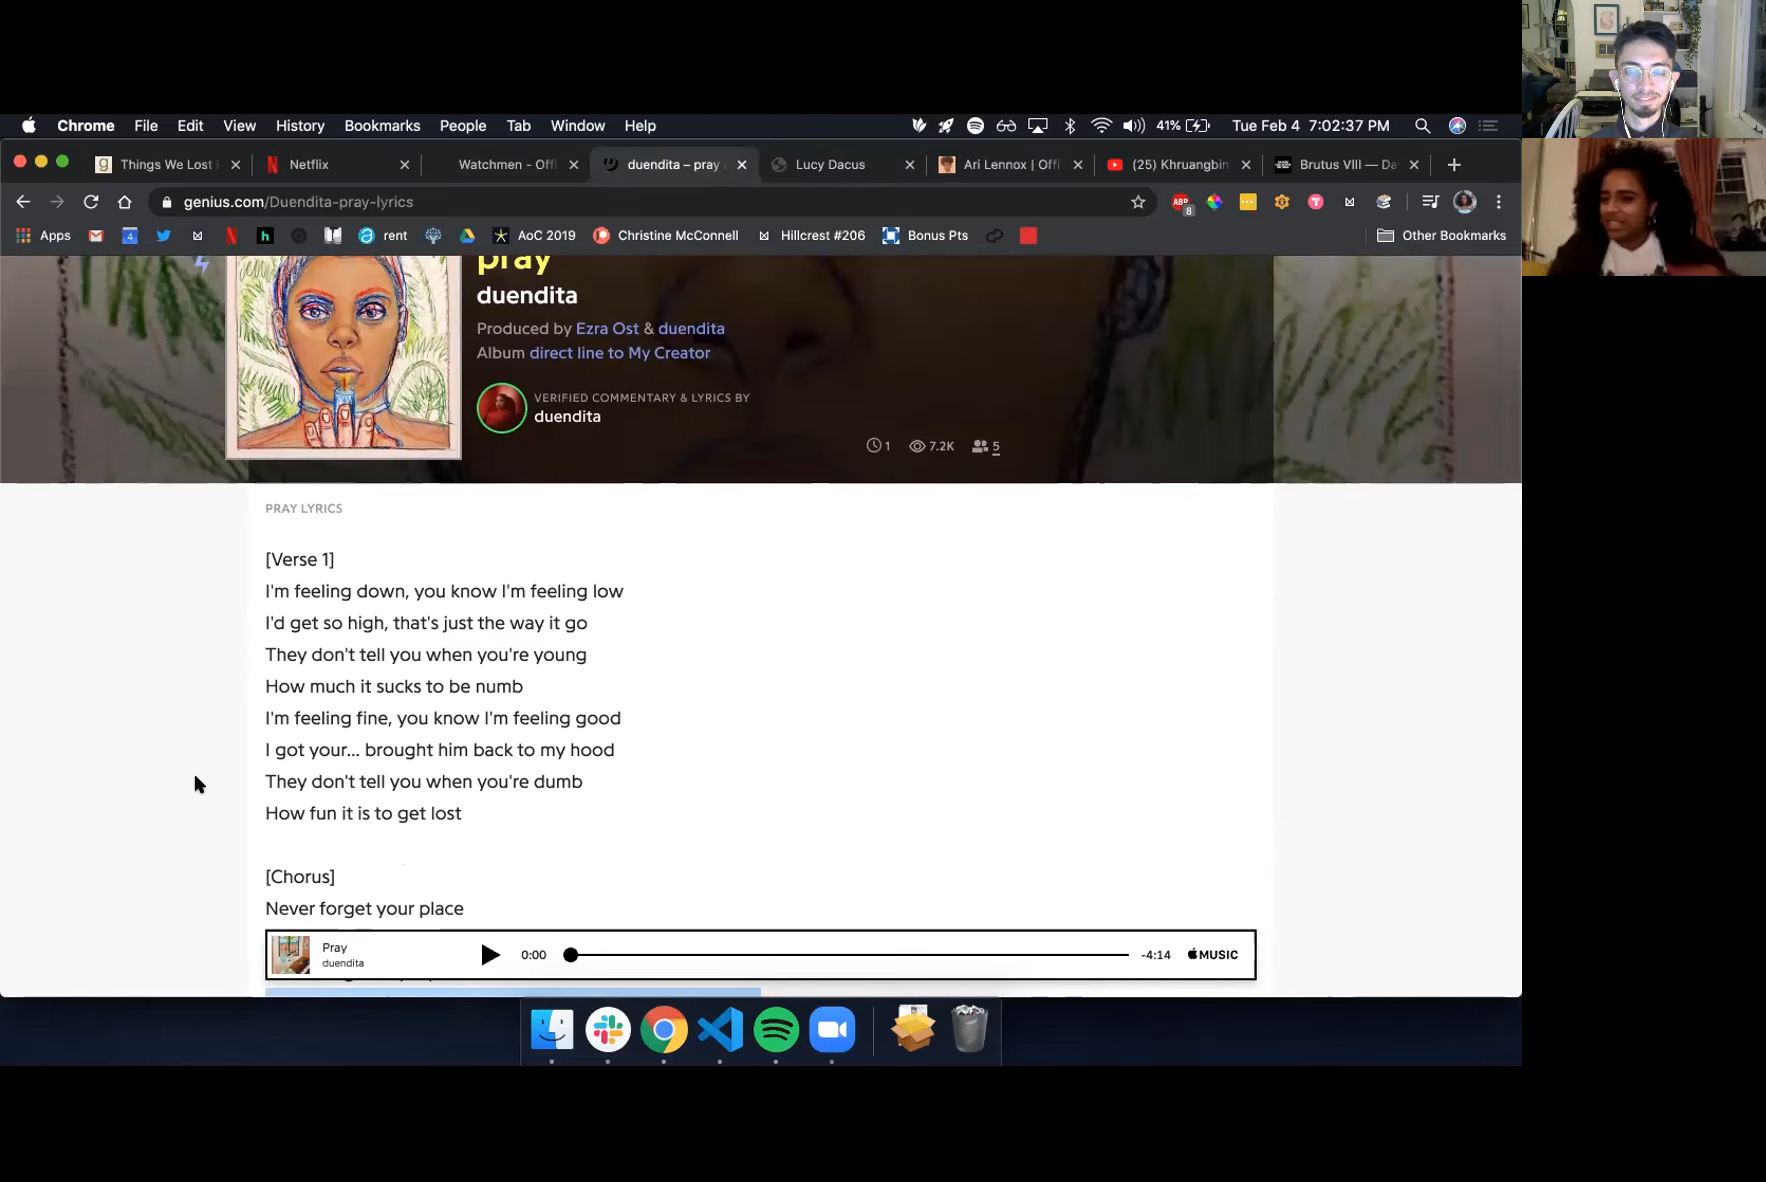 Chrome File Edit View History Bookmarks People Tab Window Help 41% Tue Feb 4 7:02:37 PM
Things We Lost i Netflix Watchmen - Offi duendita – pray Lucy Dacus Ari Lennox | Offi (25) Khruangbin Brutus VIII — Da
genius.com/Duendita-pray-lyrics
ABP 8
Apps 4 h rent AoC 2019 Christine McConnell Hillcrest #206 Bonus Pts Other Bookmarks
pray
duendita
Produced by Ezra Ost & duendita
Album direct line to My Creator
VERIFIED COMMENTARY & LYRICS BY
duendita
1 7.2K 5
PRAY LYRICS
[Verse 1]
I'm feeling down, you know I'm feeling low
I'd get so high, that's just the way it go
They don't tell you when you're young
How much it sucks to be numb
I'm feeling fine, you know I'm feeling good
I got your... brought him back to my hood
They don't tell you when you're dumb
How fun it is to get lost
[Chorus]
Never forget your place
Pray
duendita
0:00 -4:14 MUSIC